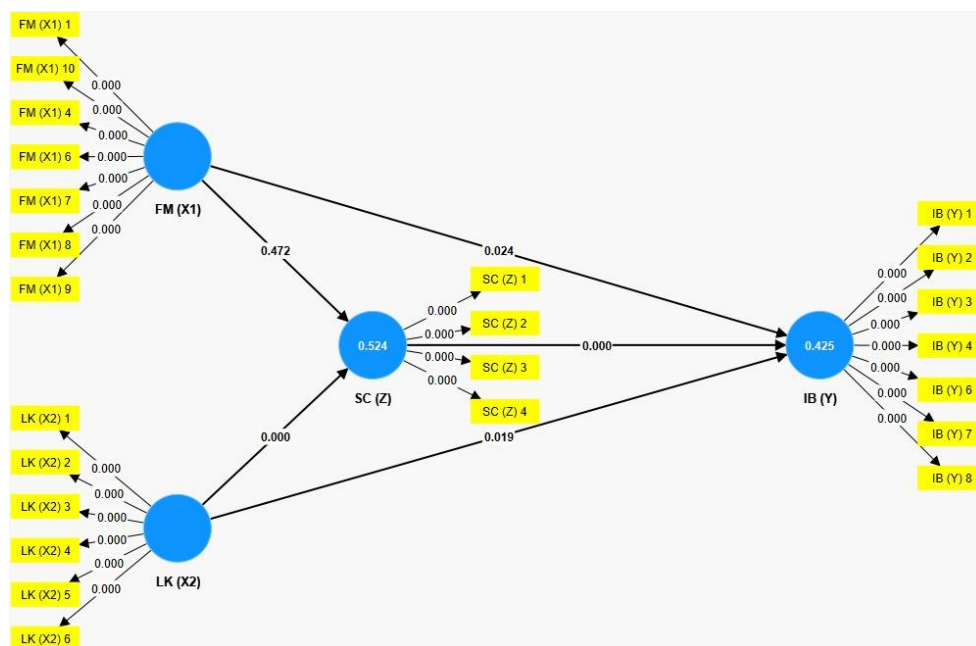 FM (X1) 1
FM (X1) 10
FM (X1) 4
FM (X1) 6
FM (X1) 7
FM (X1) 8
FM (X1) 9
0.000
0.000
0.000
0.000
0.000
0.000
0.000
FM (X1)
0.472
0.024
SC (Z) 1
SC (Z) 2
SC (Z) 3
SC (Z) 4
0.000
0.000
0.000
0.000
0.524
SC (Z)
0.000
0.000
0.019
LK (X2) 1
LK (X2) 2
LK (X2) 3
LK (X2) 4
LK (X2) 5
LK (X2) 6
0.000
0.000
0.000
0.000
0.000
0.000
LK (X2)
0.425
IB (Y)
0.000
0.000
0.000
0.000
0.000
0.000
0.000
IB (Y) 1
IB (Y) 2
IB (Y) 3
IB (Y) 4
IB (Y) 6
IB (Y) 7
IB (Y) 8